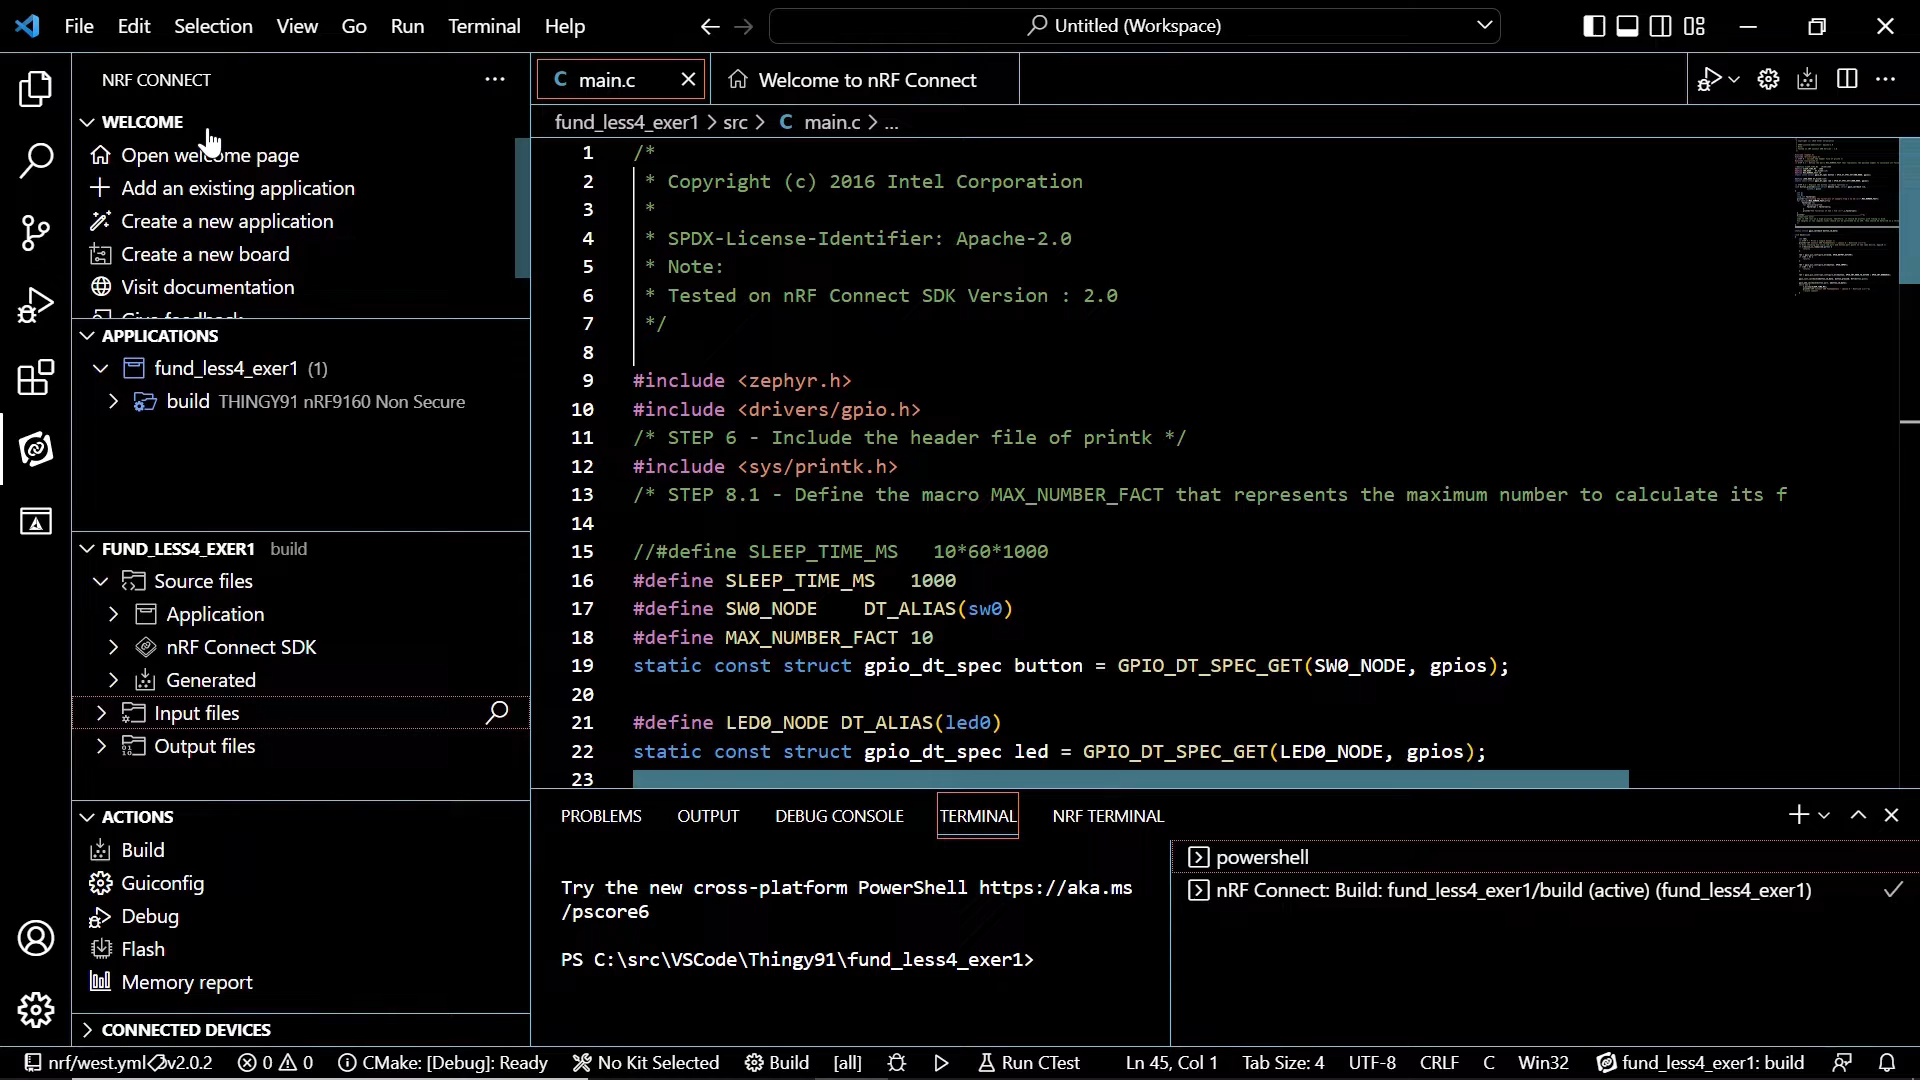 File Edit Selection View Go Run Terminal Help
Untitled (Workspace)
NRF CONNECT
WELCOME
Open welcome page
Add an existing application
Create a new application
Create a new board
Visit documentation
Give feedback
APPLICATIONS
fund_less4_exer1 (1)
build THINGY91 nRF9160 Non Secure
FUND_LESS4_EXER1 build
Source files
Application
nRF Connect SDK
Generated
Input files
Output files
ACTIONS
Build
Guiconfig
Debug
Flash
Memory report
CONNECTED DEVICES
C main.c
Welcome to nRF Connect
fund_less4_exer1 > src > C main.c > ...
1 /*
2 * Copyright (c) 2016 Intel Corporation
3 *
4 * SPDX-License-Identifier: Apache-2.0
5 * Note:
6 * Tested on nRF Connect SDK Version : 2.0
7 */
8
9 #include <zephyr.h>
10 #include <drivers/gpio.h>
11 /* STEP 6 - Include the header file of printk */
12 #include <sys/printk.h>
13 /* STEP 8.1 - Define the macro MAX_NUMBER_FACT that represents the maximum number to calculate its f
14
15 //#define SLEEP_TIME_MS   10*60*1000
16 #define SLEEP_TIME_MS   1000
17 #define SW0_NODE    DT_ALIAS(sw0)
18 #define MAX_NUMBER_FACT 10
19 static const struct gpio_dt_spec button = GPIO_DT_SPEC_GET(SW0_NODE, gpios);
20
21 #define LED0_NODE DT_ALIAS(led0)
22 static const struct gpio_dt_spec led = GPIO_DT_SPEC_GET(LED0_NODE, gpios);
23
PROBLEMS OUTPUT DEBUG CONSOLE TERMINAL NRF TERMINAL
Try the new cross-platform PowerShell https://aka.ms
/pscore6
PS C:\src\VSCode\Thingy91\fund_less4_exer1>
powershell
nRF Connect: Build: fund_less4_exer1/build (active) (fund_less4_exer1)
nrf/west.yml v2.0.2 0 0 CMake: [Debug]: Ready No Kit Selected Build [all] Run CTest Ln 45, Col 1 Tab Size: 4 UTF-8 CRLF C Win32 fund_less4_exer1: build